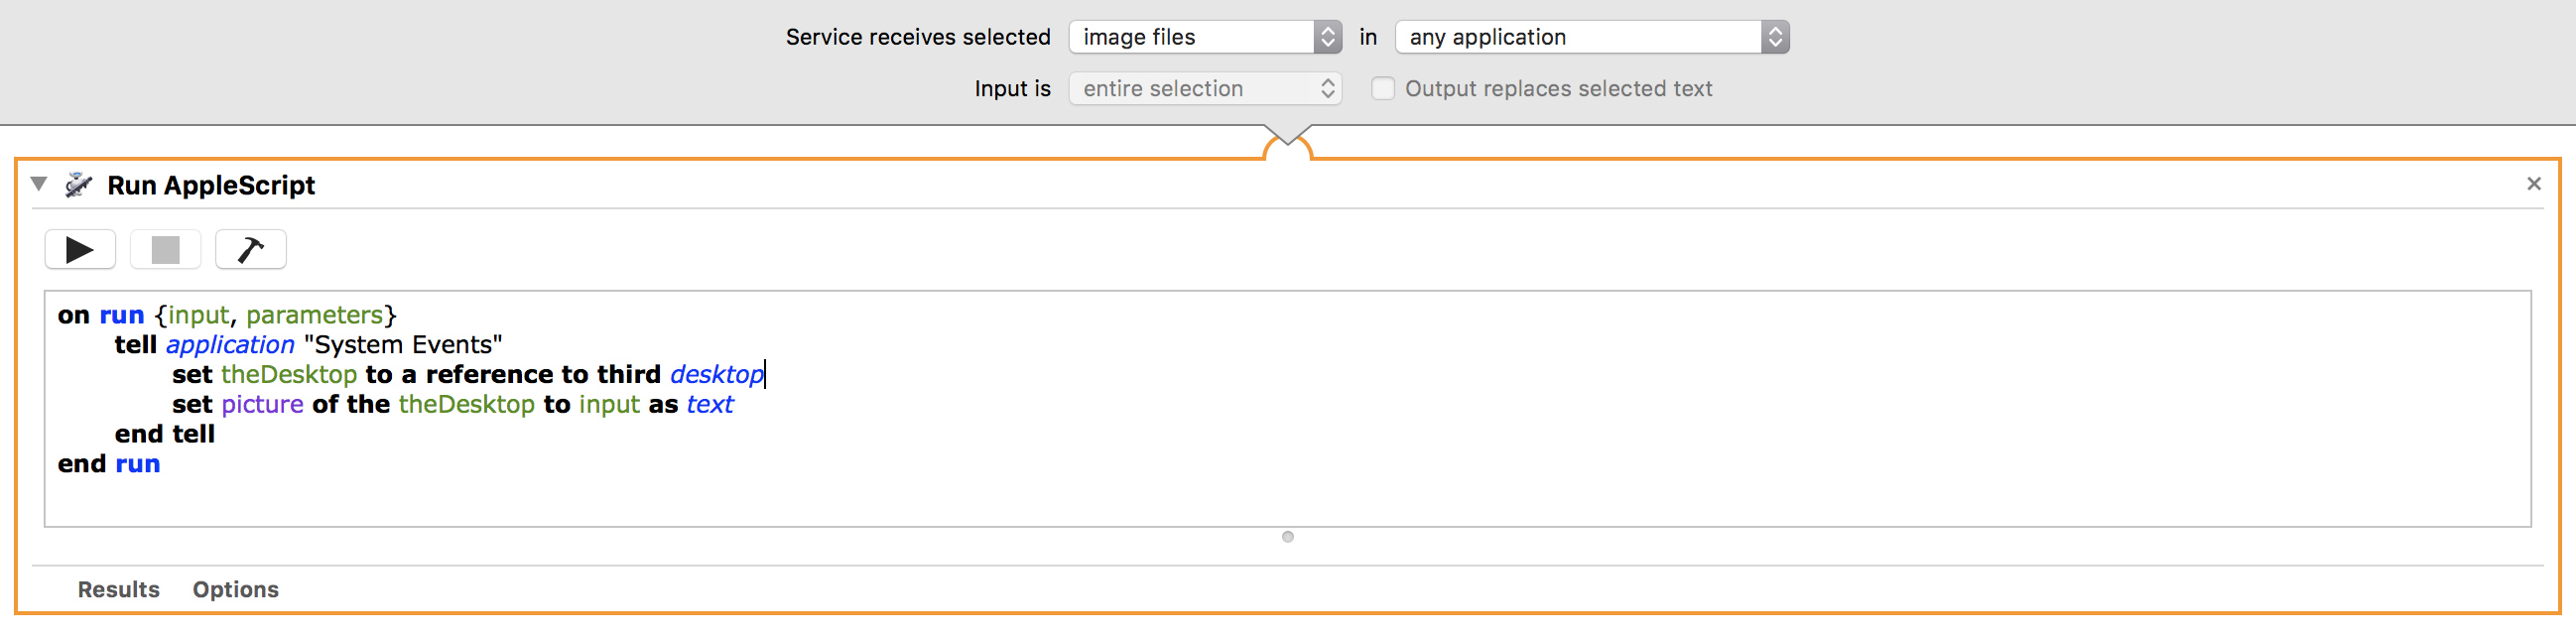 Service receives selected image files in any application
Input is entire selection Output replaces selected text
Run AppleScript
on run {input, parameters}
tell application "System Events"
set theDesktop to a reference to third desktop
set picture of the theDesktop to input as text
end tell
end run
Results Options